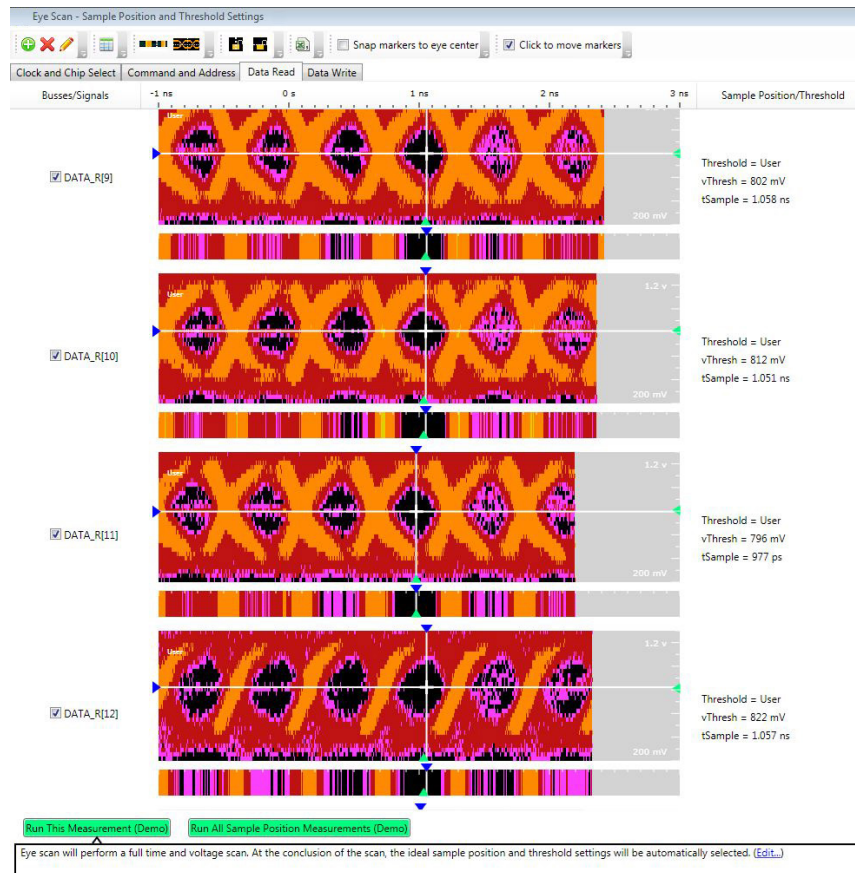 Eye Scan - Sample Position and Threshold Settings
Snap markers to eye center
Click to move markers
Clock and Chip Select
Command and Address
Data Read
Data Write
Busses/Signals
-1 ns
0 s
1 ns
2 ns
3 ns
Sample Position/Threshold
DATA_R[9]
User
200 mV
Threshold = User
vThresh = 802 mV
tSample = 1.058 ns
DATA_R[10]
User
1.2 v
200 mV
Threshold = User
vThresh = 812 mV
tSample = 1.051 ns
DATA_R[11]
User
1.2 v
200 mV
Threshold = User
vThresh = 796 mV
tSample = 977 ps
DATA_R[12]
User
1.2 v
200 mV
Threshold = User
vThresh = 822 mV
tSample = 1.057 ns
Run This Measurement (Demo)
Run All Sample Position Measurements (Demo)
Eye scan will perform a full time and voltage scan. At the conclusion of the scan, the ideal sample position and threshold settings will be automatically selected. (Edit...)